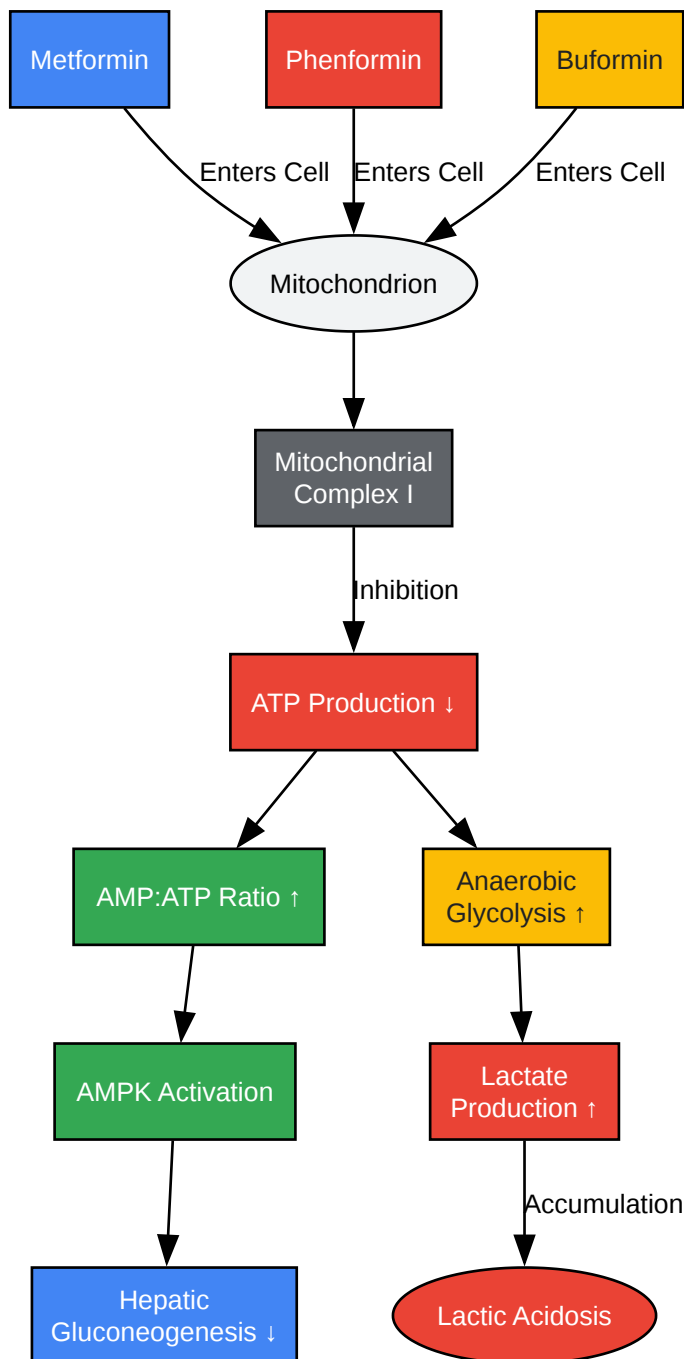 Metformin
Phenformin
Buformin
Enters Cell
Enters Cell
Enters Cell
Mitochondrion
Mitochondrial
Complex I
Inhibition
ATP Production ↓
AMP:ATP Ratio ↑
Anaerobic
Glycolysis ↑
AMPK Activation
Lactate
Production ↑
Accumulation
Hepatic
Gluconeogenesis ↓
Lactic Acidosis